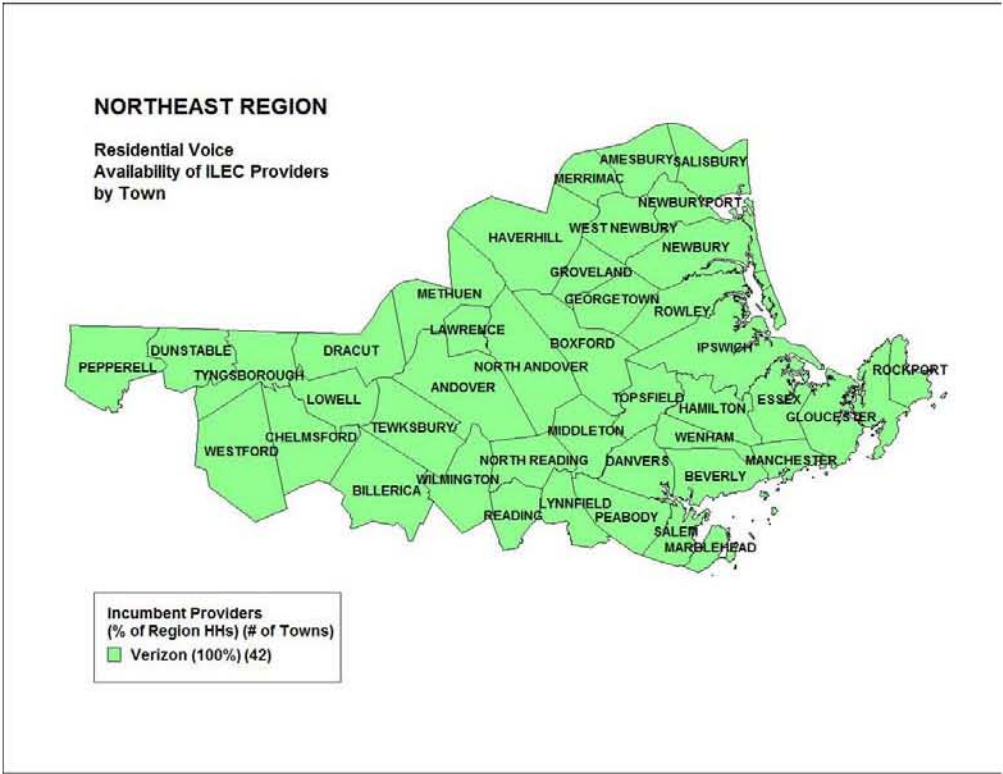 NORTHEAST REGION
Residential Voice
Availability of ILEC Providers
by Town
AMESBURY
SALISBURY
MERRIMAC
NEWBURYPORT
WEST NEWBURY
HAVERHILL
NEWBURY
GROVELAND
METHUEN
GEORGETOWN
ROWLEY
LAWRENCE
BOXFORD
IPSWICH
DUNSTABLE
DRACUT
PEPPERELL
NORTH ANDOVER
ROCKPORT
TYNGSBOROUGH
ANDOVER
LOWELL
TOPSFIELD
HAMILTON
ESSEX
GLOUCESTER
TEWKSBURY
MIDDLETON
CHELMSFORD
WENHAM
WESTFORD
NORTH READING
DANVERS
MANCHESTER
WILMINGTON
BEVERLY
BILLERICA
LYNNFIELD
READING
PEABODY
SALEM
MARBLEHEAD
Incumbent Providers
(% of Region HHs) (# of Towns)
Verizon (100%) (42)